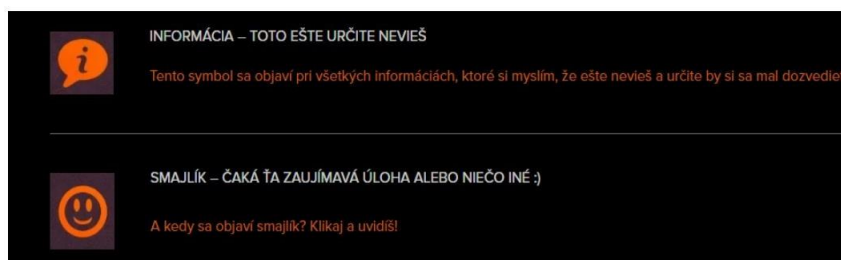 INFORMÁCIA – TOTO EŠTE URČITE NEVIEŠ
Tento symbol sa objaví pri všetkých informáciách, ktoré si myslím, že ešte nevieš a určite by si sa mal dozvedieť
SMAJLÍK – ČAKÁ ŤA ZAUJÍMAVÁ ÚLOHA ALEBO NIEČO INÉ :)
A kedy sa objaví smajlík? Klikaj a uvidíš!